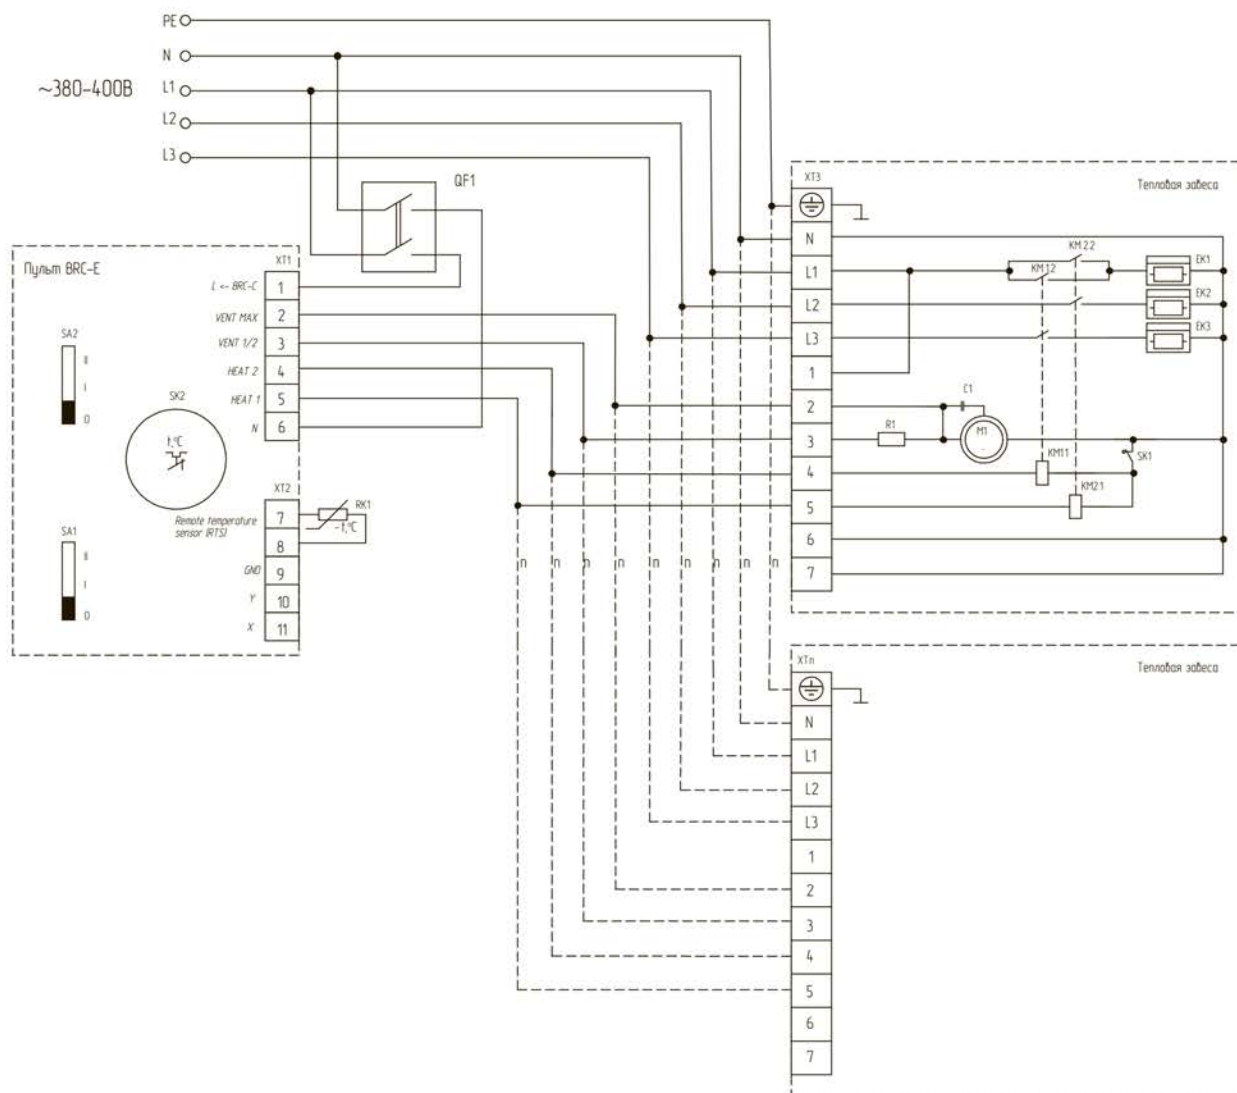 PE
N
~380-400В
L1
L2
L3
QF1
Пульт BRC-E
XT1
L <- BRC-C
1
VENT MAX
2
VENT 1/2
3
HEAT 2
4
HEAT 1
5
N
6
SA2
II
I
0
SK2
t,°C
XT2
Remote temperature
sensor (RTS)
7
8
GND
9
Y
10
X
11
RK1
-t,°C
SA1
II
I
0
n n n n n n n n n
XT3
Тепловая завеса
N
L1
L2
L3
1
2
3
4
5
6
7
KM22
KM12
EK1
EK2
EK3
C1
R1
M1
SK1
KM11
KM21
XTn
Тепловая завеса
N
L1
L2
L3
1
2
3
4
5
6
7